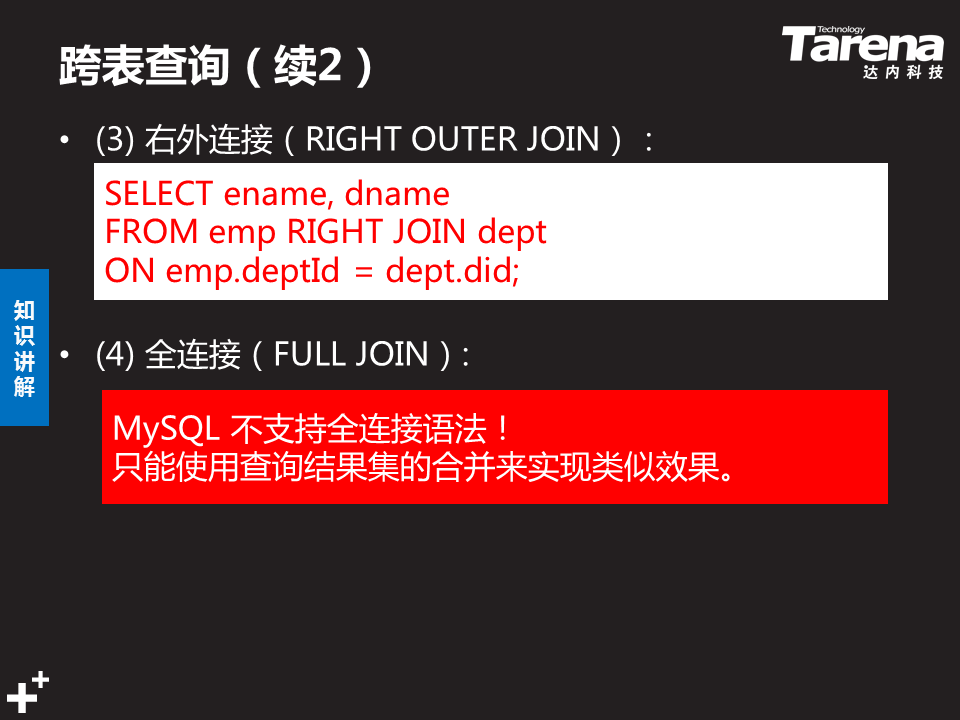 跨表查询（续2）
Technology
Tarena
达内科技
• (3) 右外连接（RIGHT OUTER JOIN）：
SELECT ename, dname
FROM emp RIGHT JOIN dept
ON emp.deptId = dept.did;
知识讲解
• (4) 全连接（FULL JOIN）:
MySQL 不支持全连接语法！
只能使用查询结果集的合并来实现类似效果。